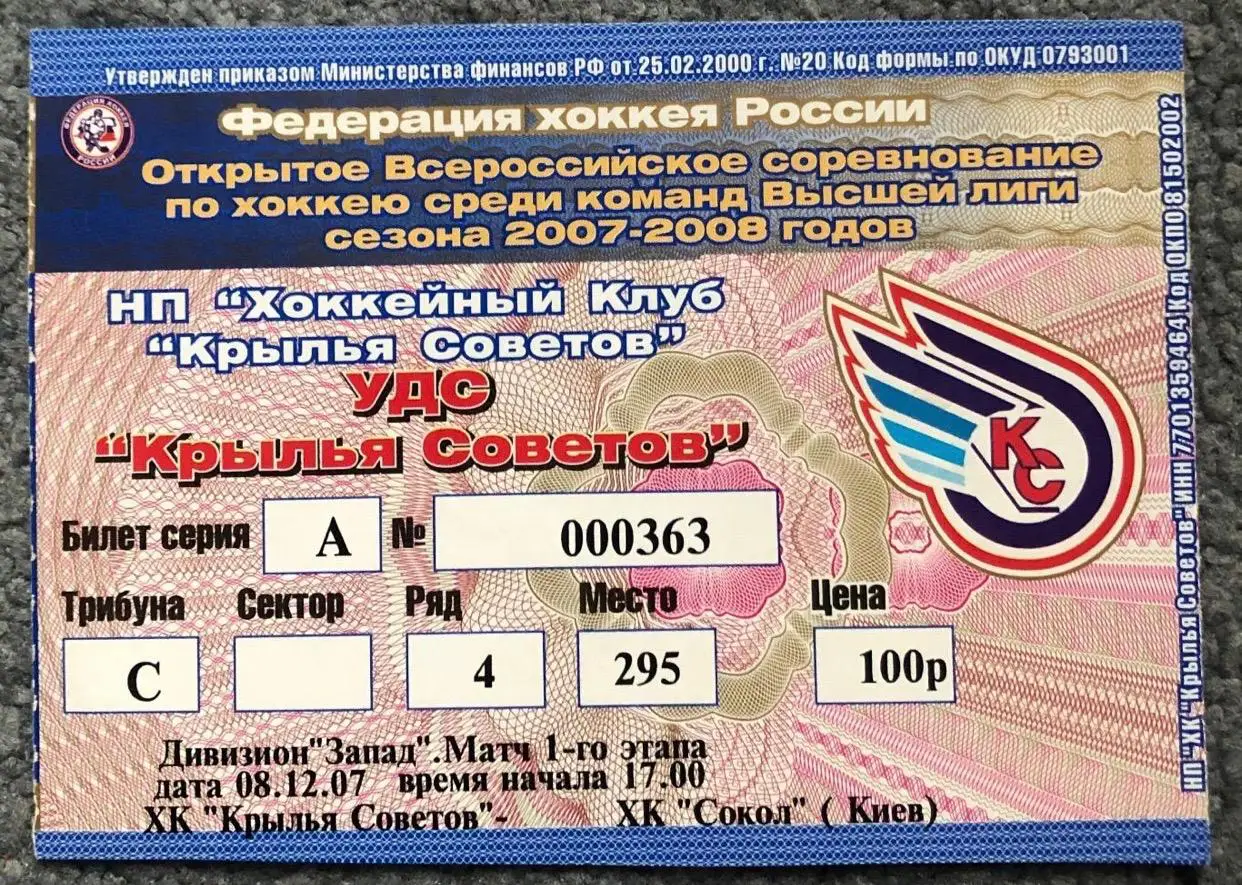 Утвержден приказом Министерства финансов РФ от 25.02.2000 г. №20 Код формы по ОКУД 0793001
ФЕДЕРАЦИЯ ХОККЕЯ
РОССИИ
Федерация хоккея России
Открытое Всероссийское соревнование
по хоккею среди команд Высшей лиги
сезона 2007-2008 годов
НП "Хоккейный Клуб
"Крылья Советов"
УДС
"Крылья Советов"
КС
Билет серия А № 000363
Трибуна Сектор Ряд Место Цена
С 4 295 100р
Дивизион"Запад".Матч 1-го этапа
дата 08.12.07 время начала 17.00
ХК "Крылья Советов"- ХК "Сокол" ( Киев)
НП "ХК "Крылья Советов" ИНН 7701359464 Код ОКПО 81502002